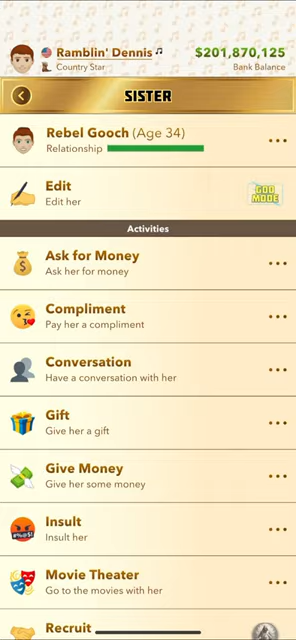 Ramblin' Dennis
$201,870,125
Country Star
Bank Balance
SISTER
Rebel Gooch (Age 34)
Relationship
Edit
Edit her
GOD
MODE
Activities
Ask for Money
Ask her for money
Compliment
Pay her a compliment
Conversation
Have a conversation with her
Gift
Give her a gift
Give Money
Give her some money
Insult
Insult her
#%@$!
Movie Theater
Go to the movies with her
Recruit